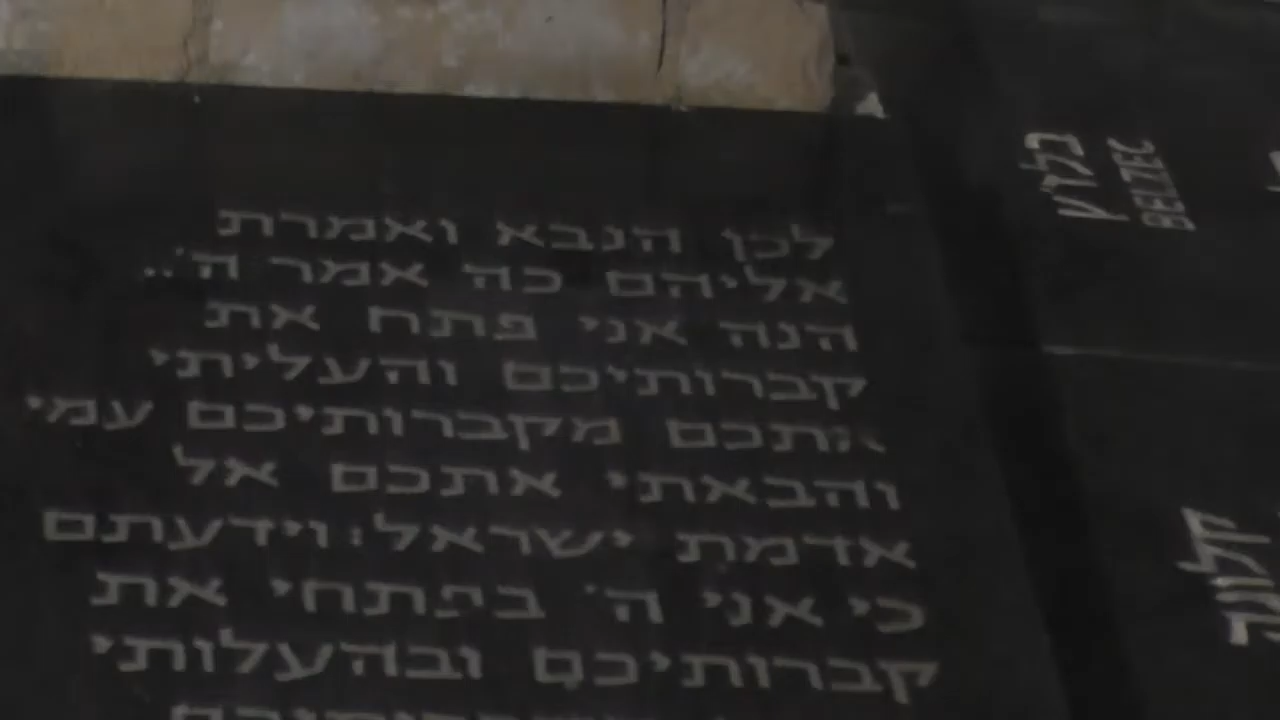 לכן הנבא ואמרת
אליהם כה אמר ה'..
הנה אני פתח את
קברותיכם והעליתי
אתכם מקברותיכם עמי
והבאתי אתכם אל
אדמת ישראל: וידעתם
כי אני ה' בפתחי את
קברותיכם ובהעלותי
בלזץ
BELZEC